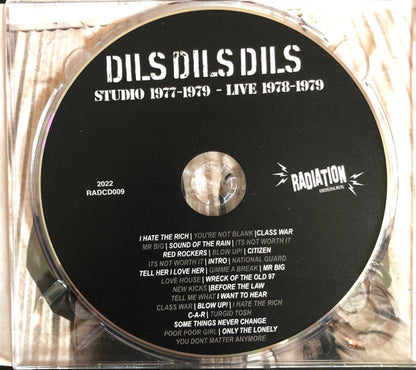 DILS DILS DILS
STUDIO 1977-1979 - LIVE 1978-1979
2022
RADCD009
RADIATION
I HATE THE RICH | YOU'RE NOT BLANK |CLASS WAR
MR BIG | SOUND OF THE RAIN | ITS NOT WORTH IT
RED ROCKERS | BLOW UP! | CITIZEN
ITS NOT WORTH IT | INTRO | NATIONAL GUARD
TELL HER I LOVE HER | GIMME A BREAK | MR BIG
LOVE HOUSE | WRECK OF THE OLD 97
NEW KICKS |BEFORE THE LAW
TELL ME WHAT I WANT TO HEAR
CLASS WAR | BLOW UP! | I HATE THE RICH
C-A-R | TURGID TOSH
SOME THINGS NEVER CHANGE
POOR POOR GIRL | ONLY THE LONELY
YOU DONT MATTER ANYMORE